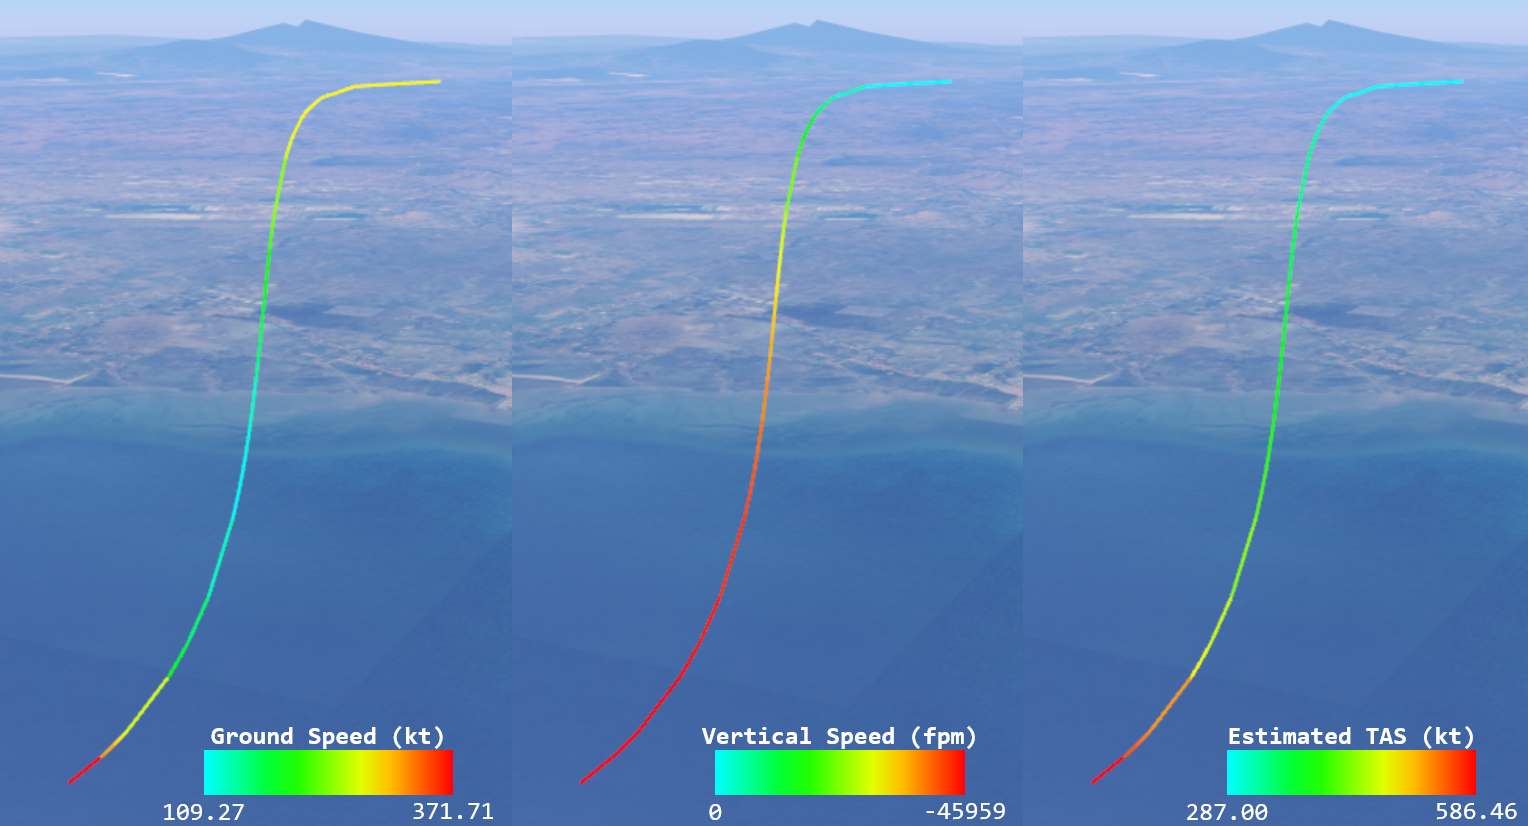 Ground Speed (kt)
109.27 371.71
Vertical Speed (fpm)
0 -45959
Estimated TAS (kt)
287.00 586.46